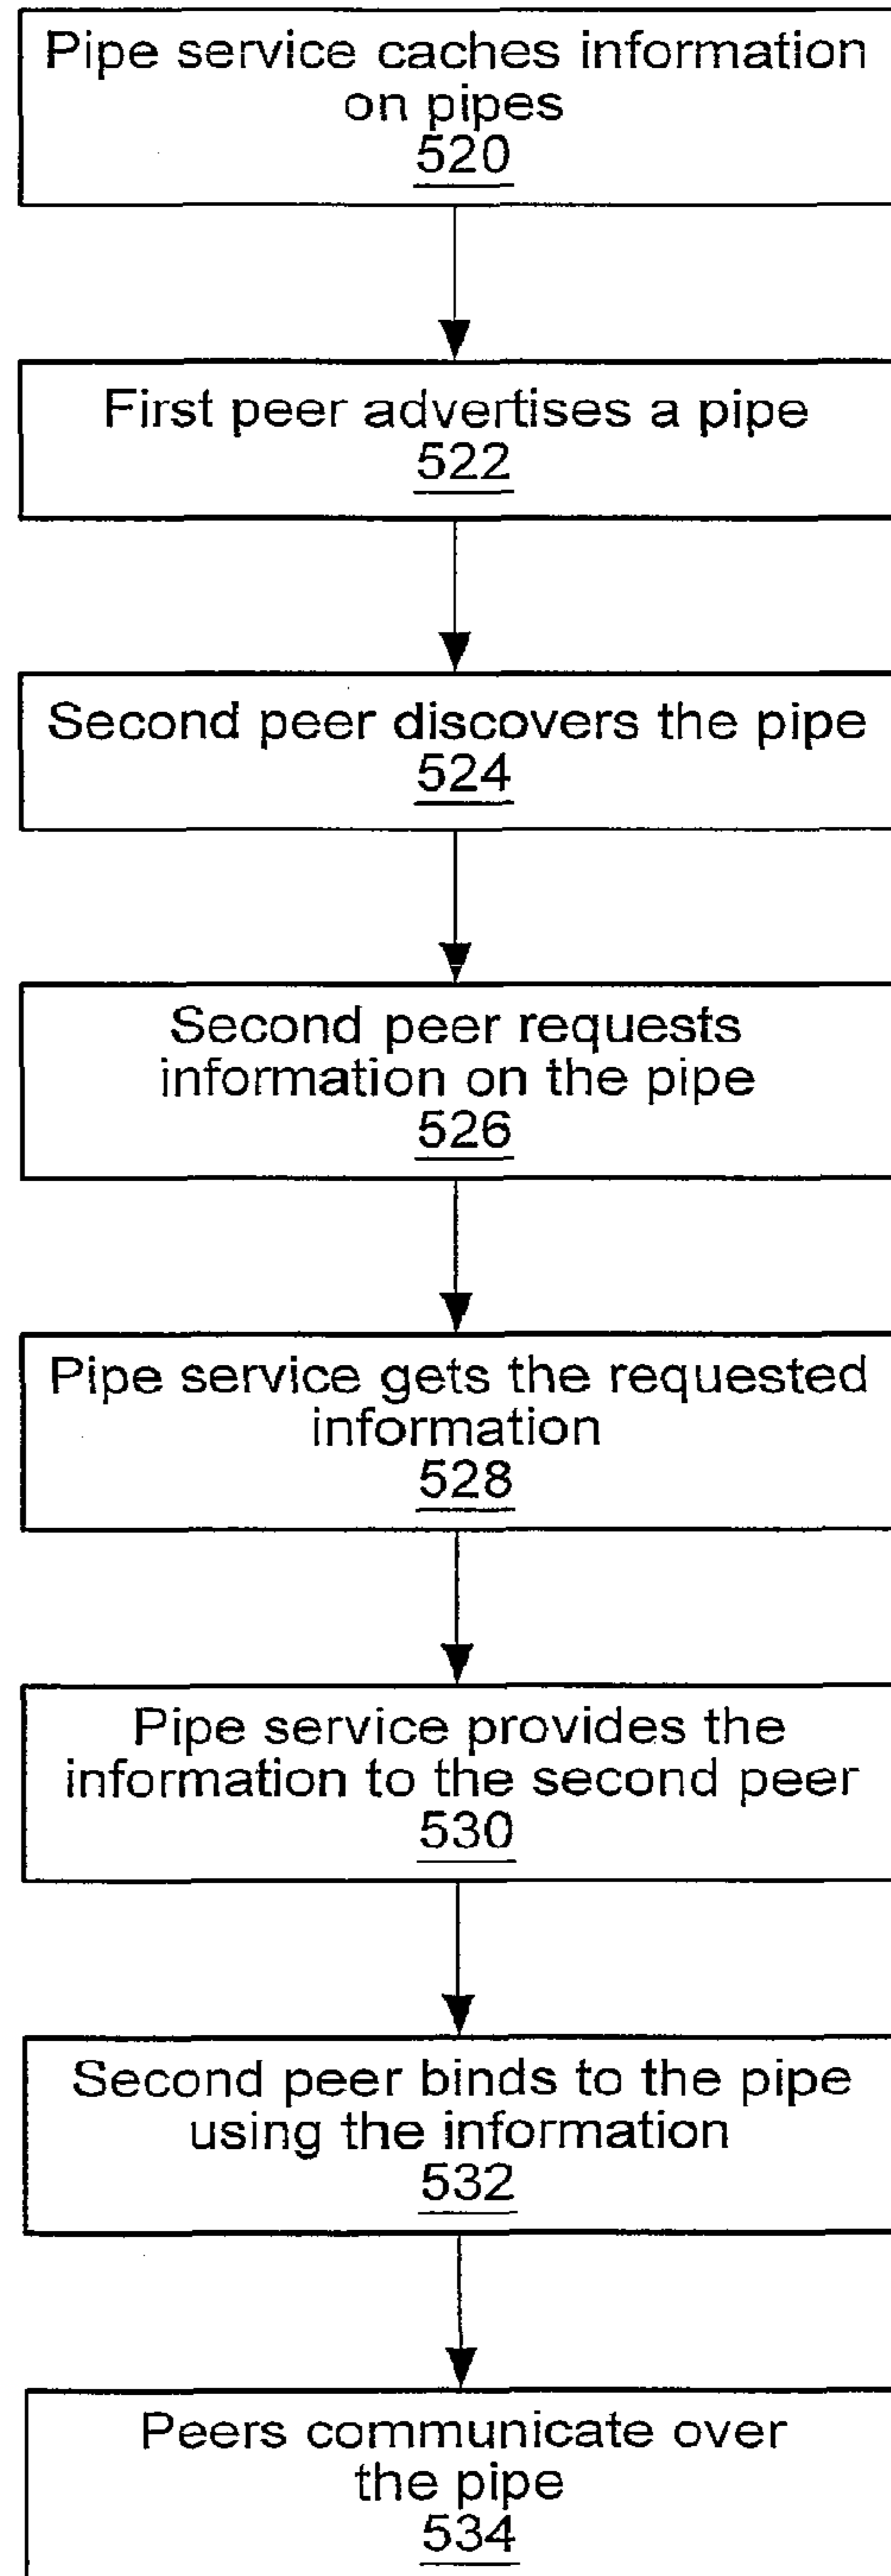 Pipe service caches information
on pipes
520
First peer advertises a pipe
522
Second peer discovers the pipe
524
Second peer requests
information on the pipe
526
Pipe service gets the requested
information
528
Pipe service provides the
information to the second peer
530
Second peer binds to the pipe
using the information
532
Peers communicate over
the pipe
534